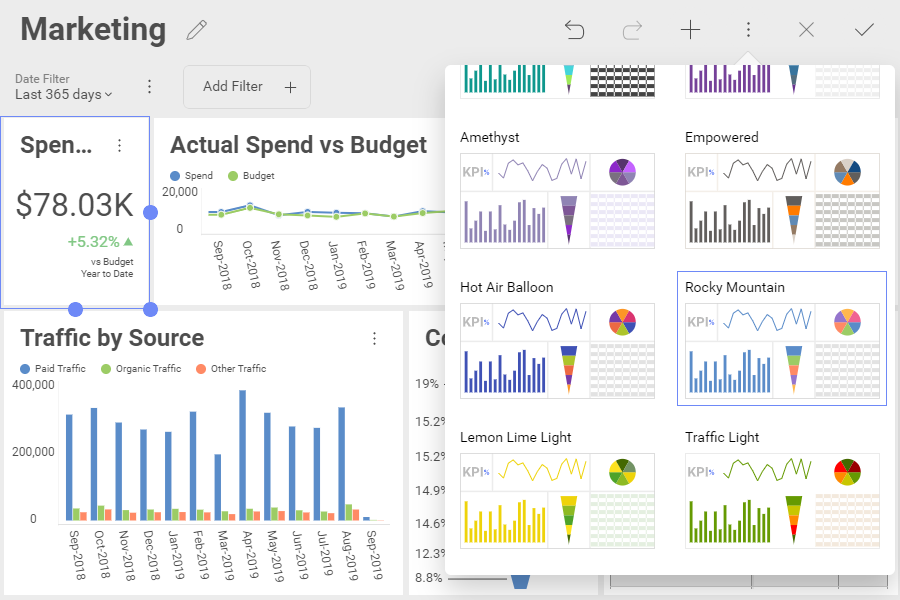 Marketing
Date Filter
Last 365 days
Add Filter +
Spen...
$78.03K
+5.32%
vs Budget
Year to Date
Actual Spend vs Budget
Spend Budget
20,000
0
Sep-2018 Oct-2018 Nov-2018 Dec-2018 Jan-2019 Feb-2019 Mar-2019 Apr-2019
Traffic by Source
Paid Traffic Organic Traffic Other Traffic
400,000
200,000
0
Sep-2018 Oct-2018 Nov-2018 Dec-2018 Jan-2019 Feb-2019 Mar-2019 Apr-2019 May-2019 Jun-2019 Jul-2019 Aug-2019 Sep-2019
19%
15.2%
15.2%
14.9%
14.6%
12.3%
8.8%
Amethyst
KPI%
Empowered
KPI%
Hot Air Balloon
KPI%
Rocky Mountain
KPI%
Lemon Lime Light
KPI%
Traffic Light
KPI%